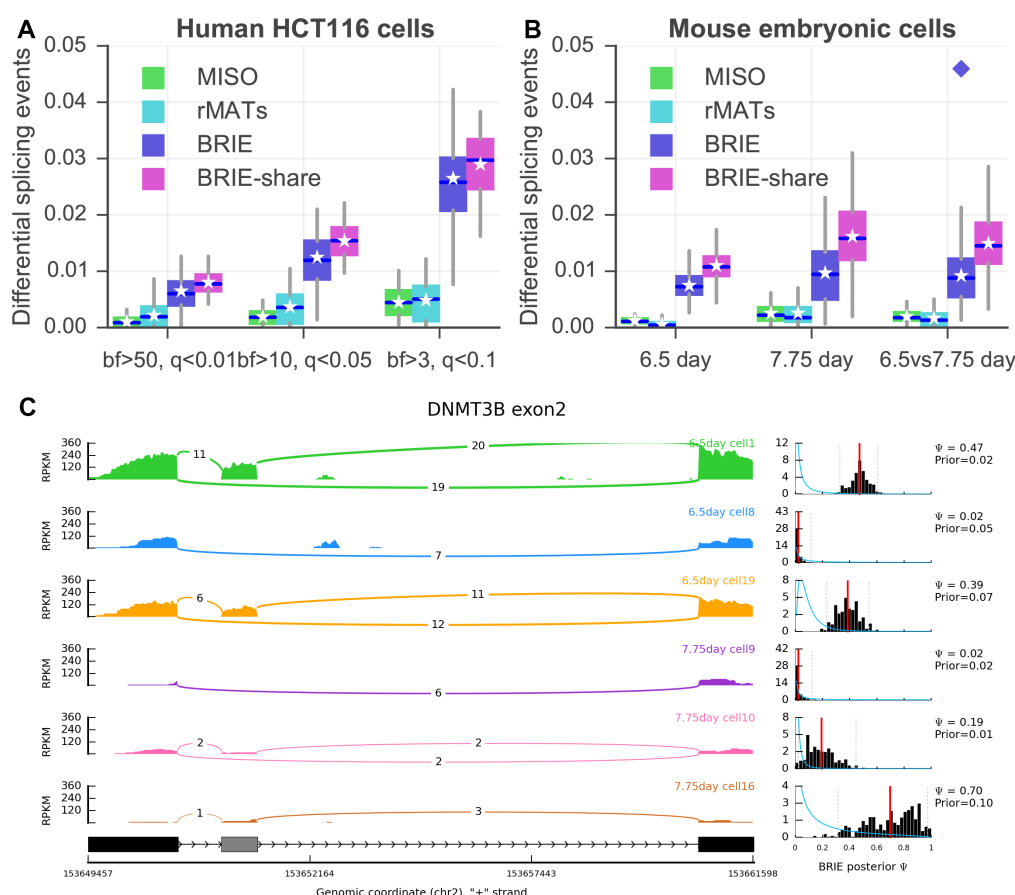 A Human HCT116 cells
Differential splicing events
0.05
0.04
0.03
0.02
0.01
0.00
MISO
rMATs
BRIE
BRIE-share
bf>50, q<0.01 bf>10, q<0.05 bf>3, q<0.1
B Mouse embryonic cells
Differential splicing events
0.05
0.04
0.03
0.02
0.01
0.00
MISO
rMATs
BRIE
BRIE-share
6.5 day 7.75 day 6.5vs7.75 day
C
DNMT3B exon2
RPKM
360
240
120
11
20
19
6.5day cell1
12
8
4
0
Ψ = 0.47
Prior=0.02
RPKM
360
240
120
7
6.5day cell8
43
28
14
0
Ψ = 0.02
Prior=0.05
RPKM
360
240
120
6
11
12
6.5day cell19
8
5
2
0
Ψ = 0.39
Prior=0.07
RPKM
360
240
120
6
7.75day cell9
42
28
14
0
Ψ = 0.02
Prior=0.02
RPKM
360
240
120
2
2
2
7.75day cell10
8
5
2
0
Ψ = 0.19
Prior=0.01
RPKM
360
240
120
1
3
7.75day cell16
4
2
1
0
Ψ = 0.70
Prior=0.10
0 0.2 0.4 0.6 0.8 1
BRIE posterior Ψ
153649457 153652164 153657443 153661598
Genomic coordinate (chr2), "+" strand